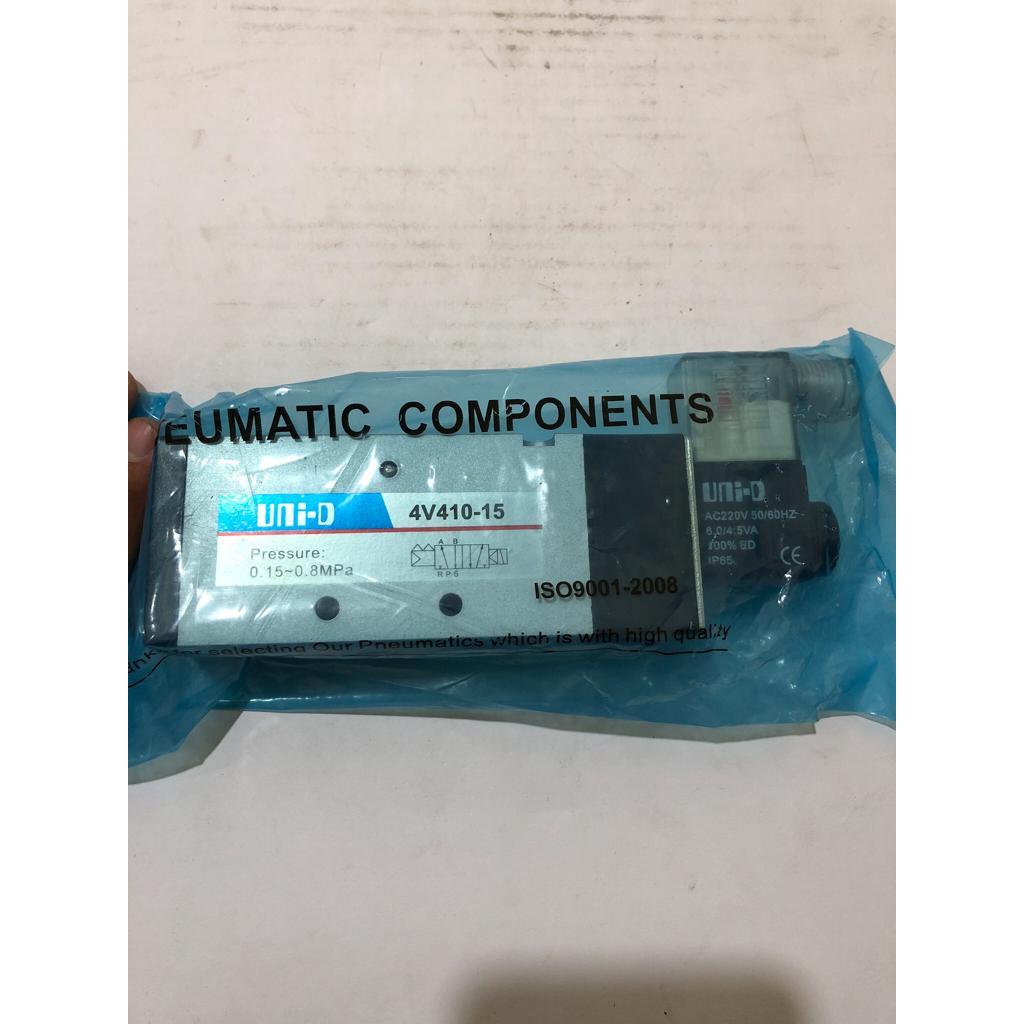 EUMATIC COMPONENTS
UNi-D 4V410-15
Pressure:
0.15~0.8MPa
A B
R P S
UNi-D
AC220V 50/60HZ
6.0/4.5VA
100% ED
IP65
CE
ISO9001-2008
selecting Our Pneumatics which is with high quality